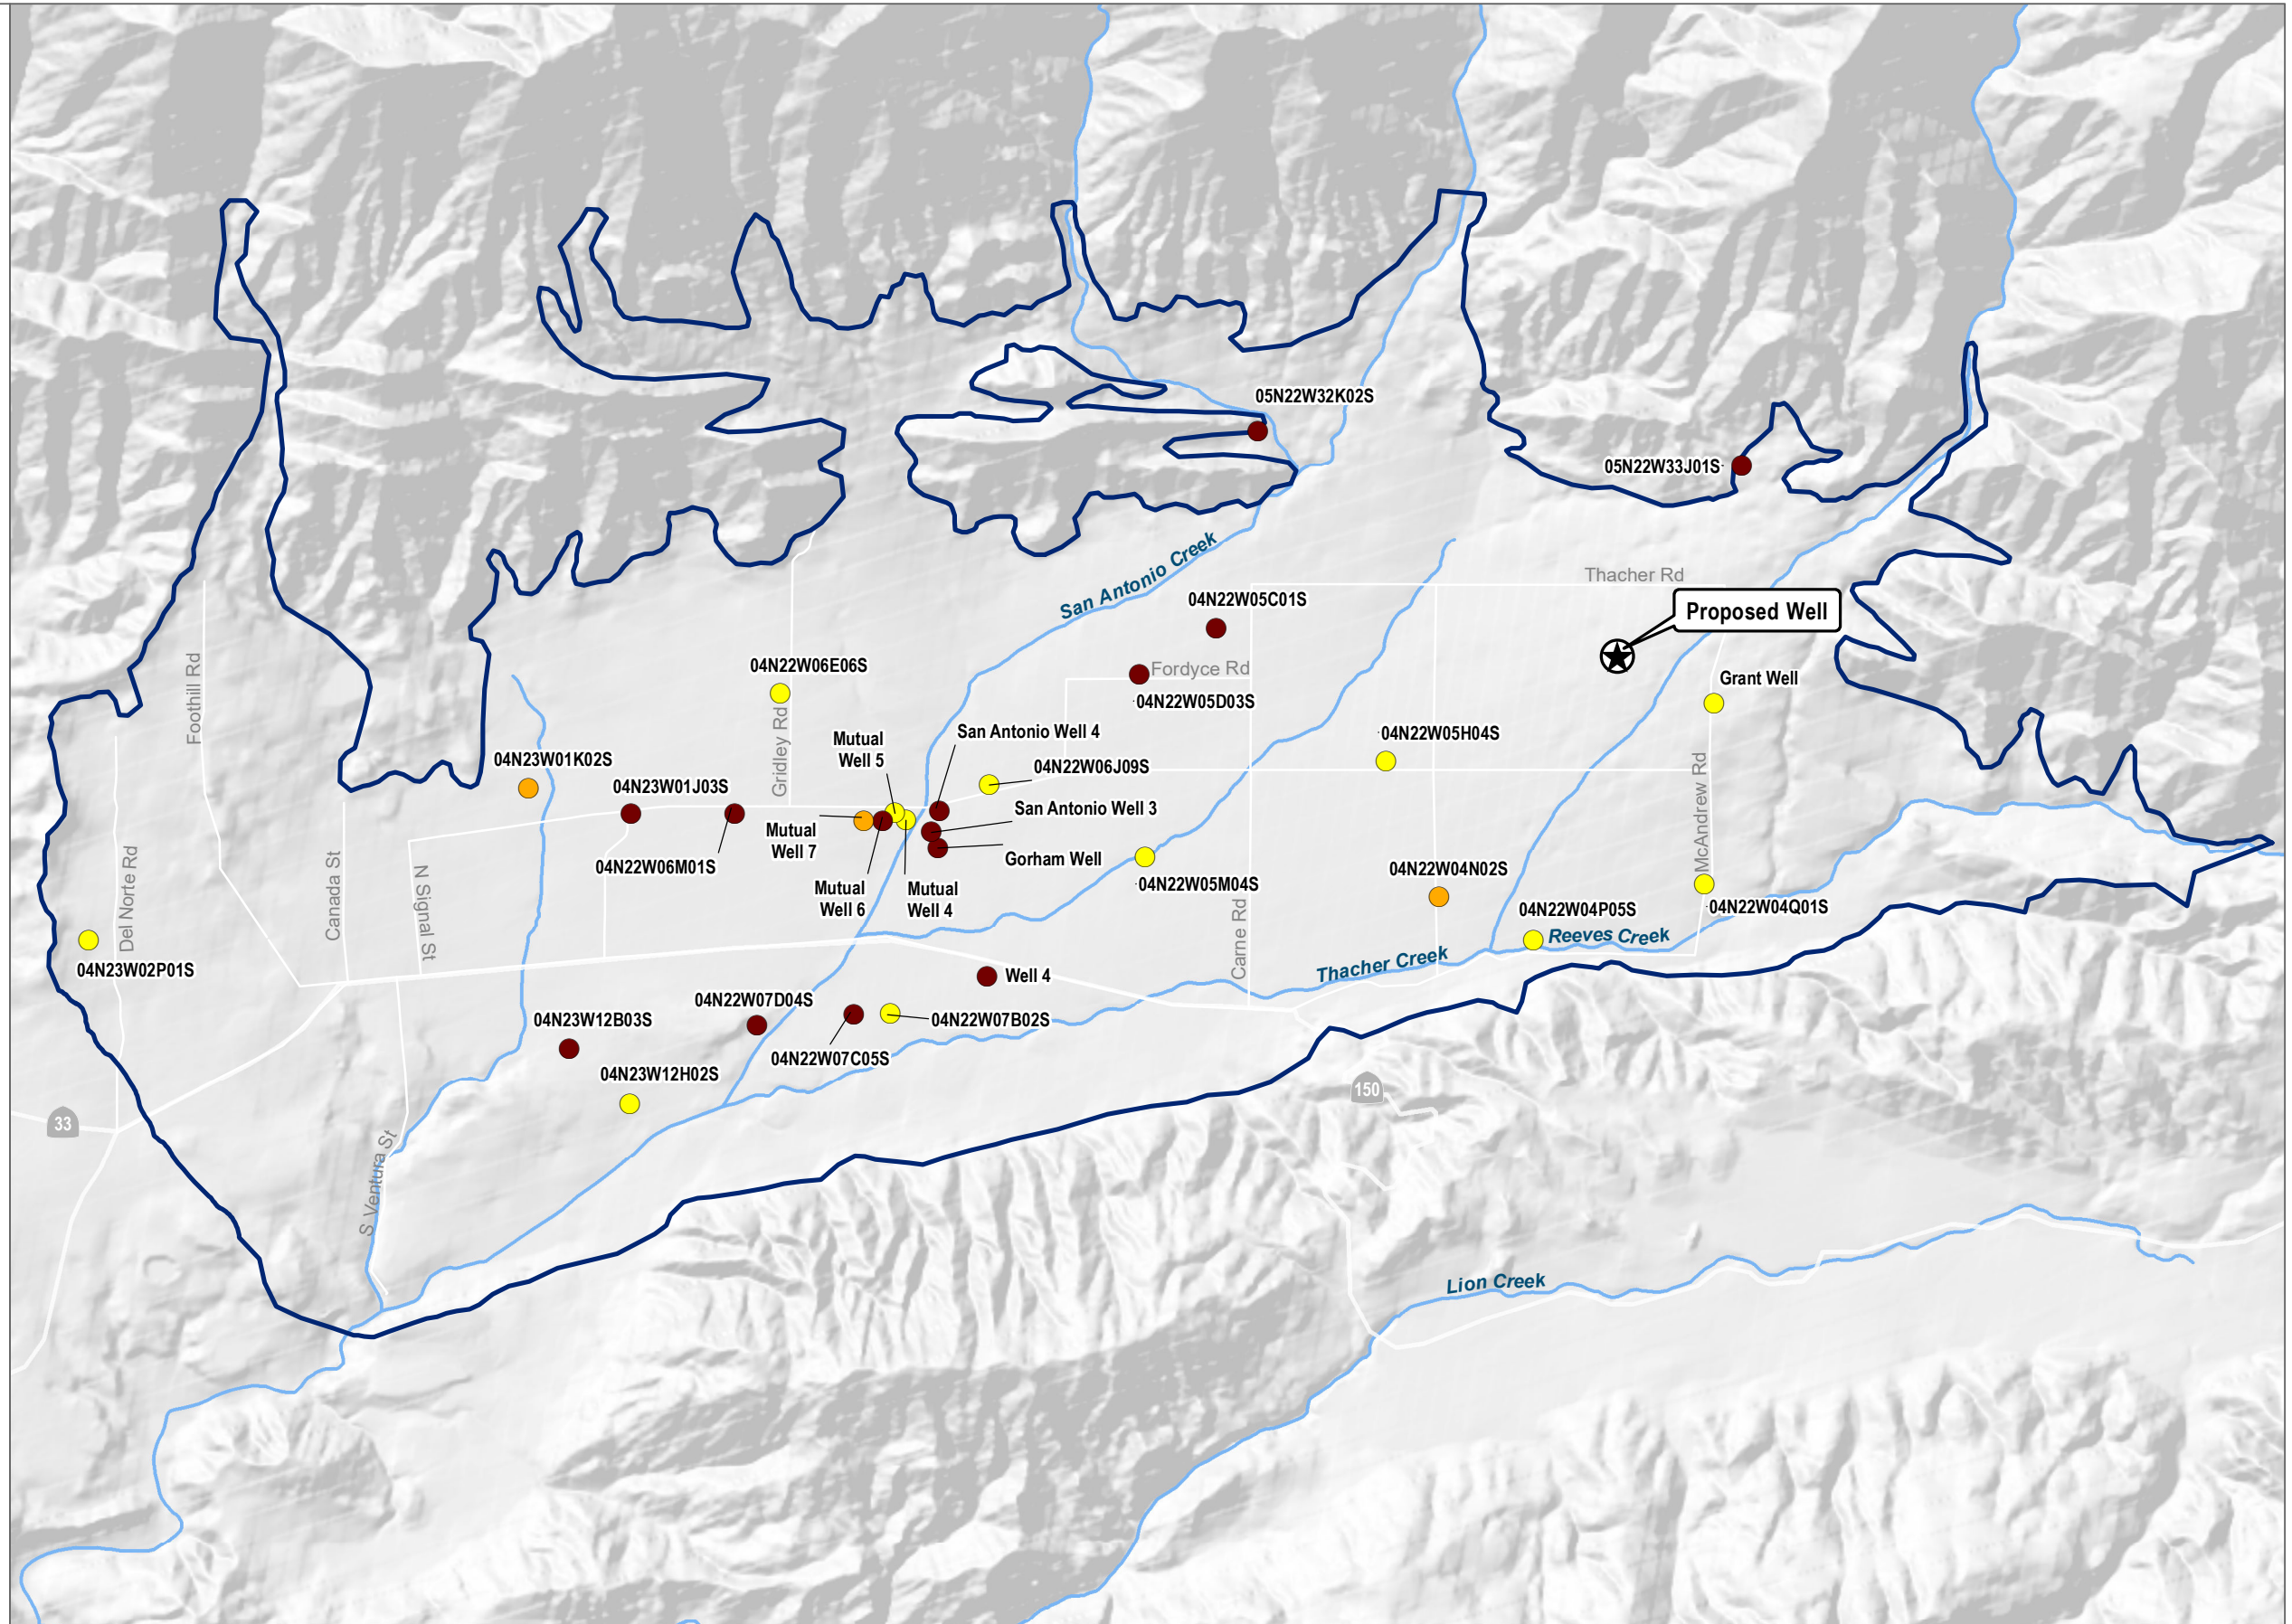 05N22W32K02S
05N22W33J01S
San Antonio Creek
Thacher Rd
04N22W05C01S
Proposed Well
Foothill Rd
04N22W06E06S
Fordyce Rd
Grant Well
04N22W05D03S
Gridley Rd
San Antonio Well 4
Mutual
Well 5
04N22W05H04S
04N23W01K02S
04N22W06J09S
04N23W01J03S
McAndrew Rd
San Antonio Well 3
Mutual
Well 7
Gorham Well
04N22W06M01S
04N22W04N02S
04N22W05M04S
Mutual
Well 6
Mutual
Well 4
Del Norte Rd
Canada St
N Signal St
04N22W04P05S
04N22W04Q01S
Carne Rd
Reeves Creek
04N23W02P01S
Thacher Creek
Well 4
04N22W07D04S
04N23W12B03S
04N22W07B02S
04N22W07C05S
04N23W12H02S
150
33
S Ventura St
Lion Creek